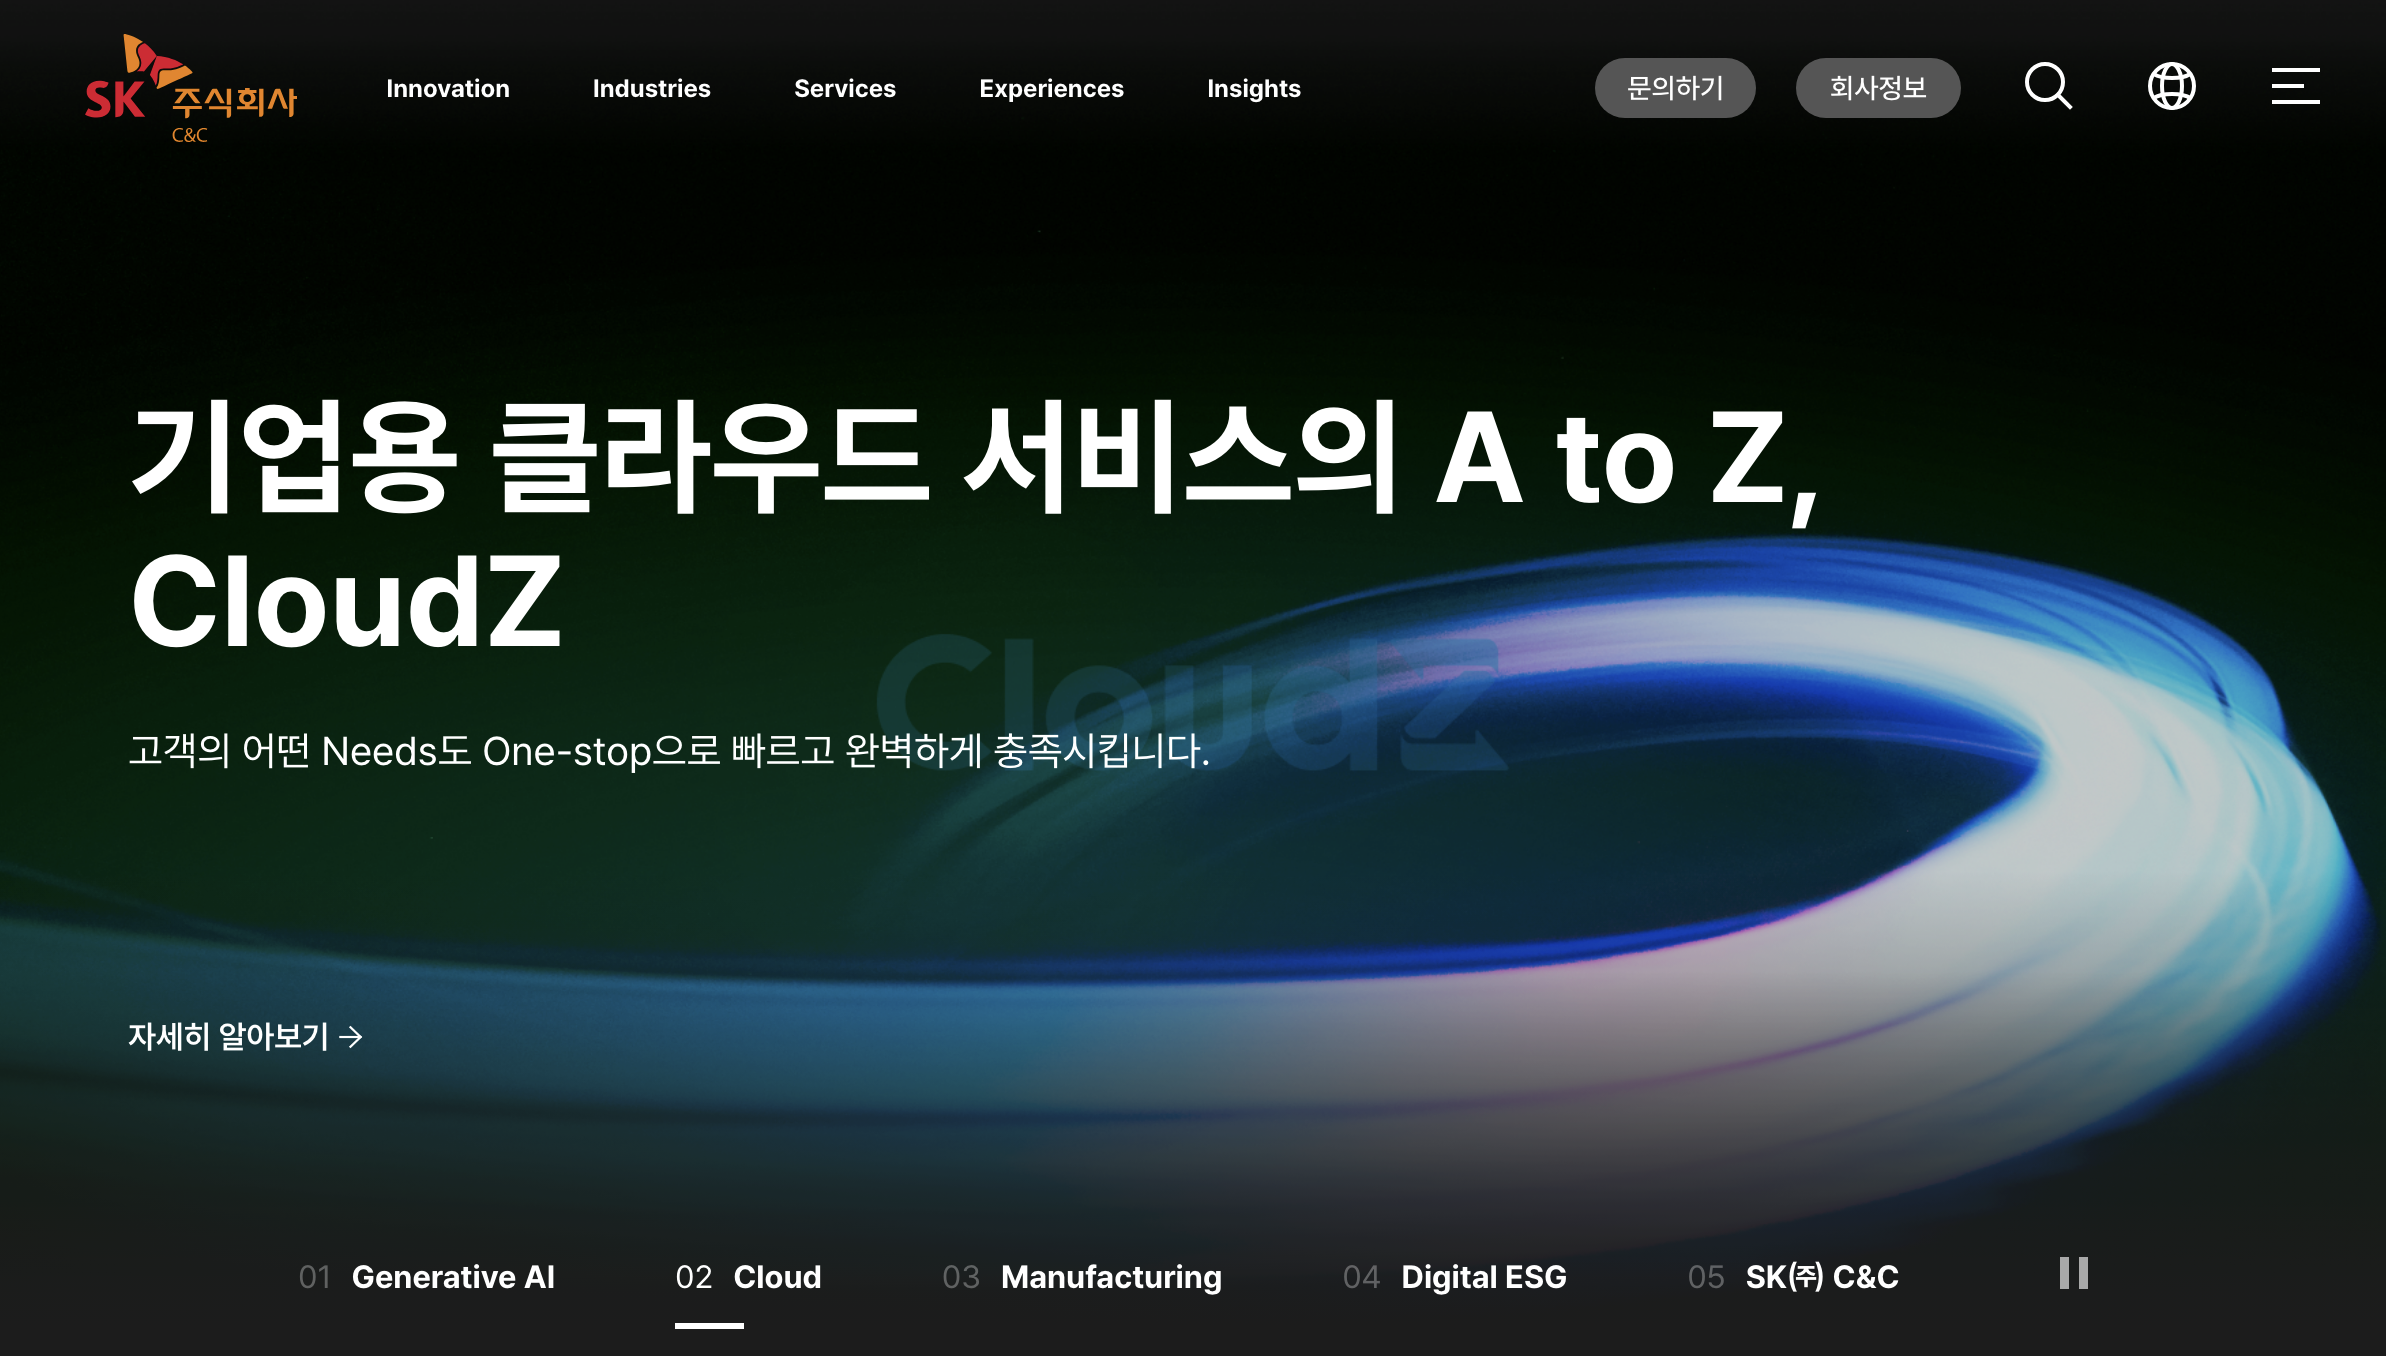 SK 주식회사
C&C
Innovation
Industries
Services
Experiences
Insights
문의하기
회사정보
기업용 클라우드 서비스의 A to Z,
CloudZ
CloudZ
고객의 어떤 Needs도 One-stop으로 빠르고 완벽하게 충족시킵니다.
자세히 알아보기 →
01 Generative AI
02 Cloud
03 Manufacturing
04 Digital ESG
05 SK㈜ C&C